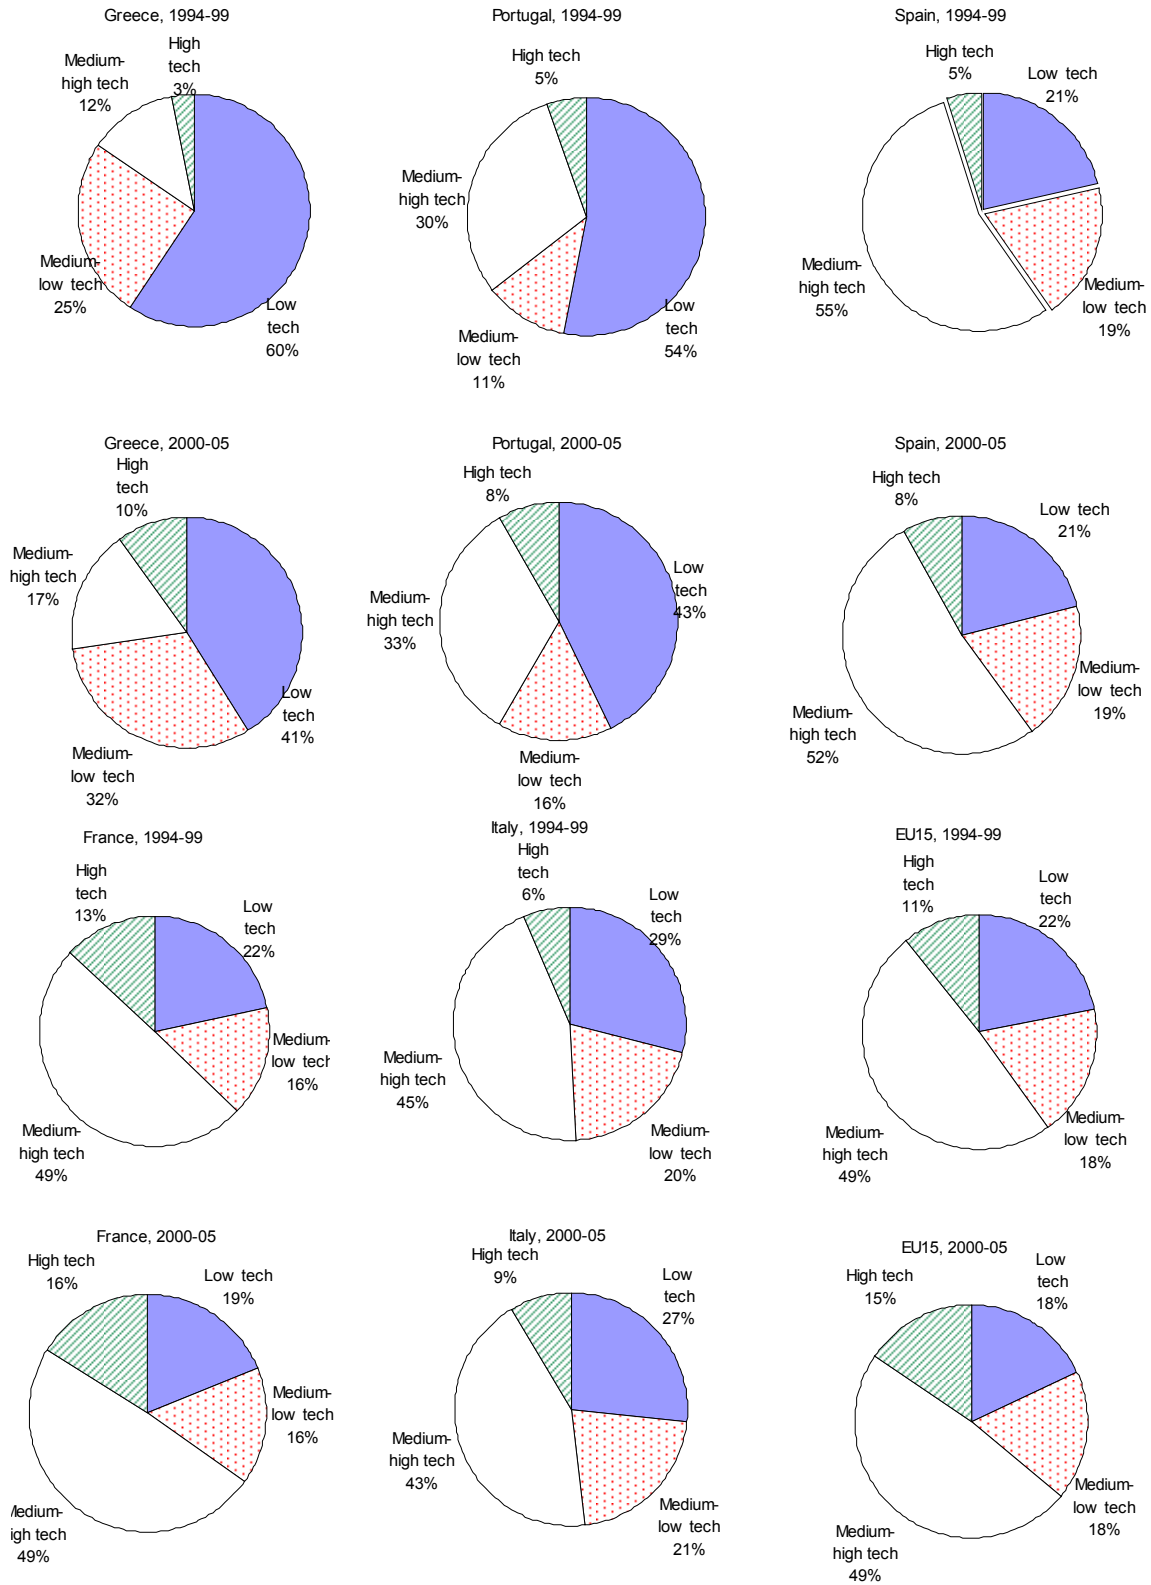 Greece, 1994-99
High
tech
3%
Medium-
high tech
12%
Medium-
low tech
25%
Low
tech
60%
Portugal, 1994-99
High tech
5%
Medium-
high tech
30%
Medium-
low tech
11%
Low
tech
54%
Spain, 1994-99
High tech
5%
Low tech
21%
Medium-
high tech
55%
Medium-
low tech
19%
Greece, 2000-05
High
tech
10%
Medium-
high tech
17%
Low
tech
41%
Medium-
low tech
32%
Portugal, 2000-05
High tech
8%
Low
tech
43%
Medium-
high tech
33%
Medium-
low tech
16%
Spain, 2000-05
High tech
8%
Low tech
21%
Medium-
low tech
19%
Medium-
high tech
52%
France, 1994-99
High
tech
13%
Low
tech
22%
Medium-
low tech
16%
Medium-
high tech
49%
Italy, 1994-99
High
tech
6%
Low
tech
29%
Medium-
high tech
45%
Medium-
low tech
20%
EU15, 1994-99
High
tech
11%
Low
tech
22%
Medium-
low tech
18%
Medium-
high tech
49%
France, 2000-05
High tech
16%
Low tech
19%
Medium-
low tech
16%
Medium-
igh tech
49%
Italy, 2000-05
High tech
9%
Low
tech
27%
Medium-
high tech
43%
Medium-
low tech
21%
EU15, 2000-05
High tech
15%
Low
tech
18%
Medium-
low tech
18%
Medium-
high tech
49%